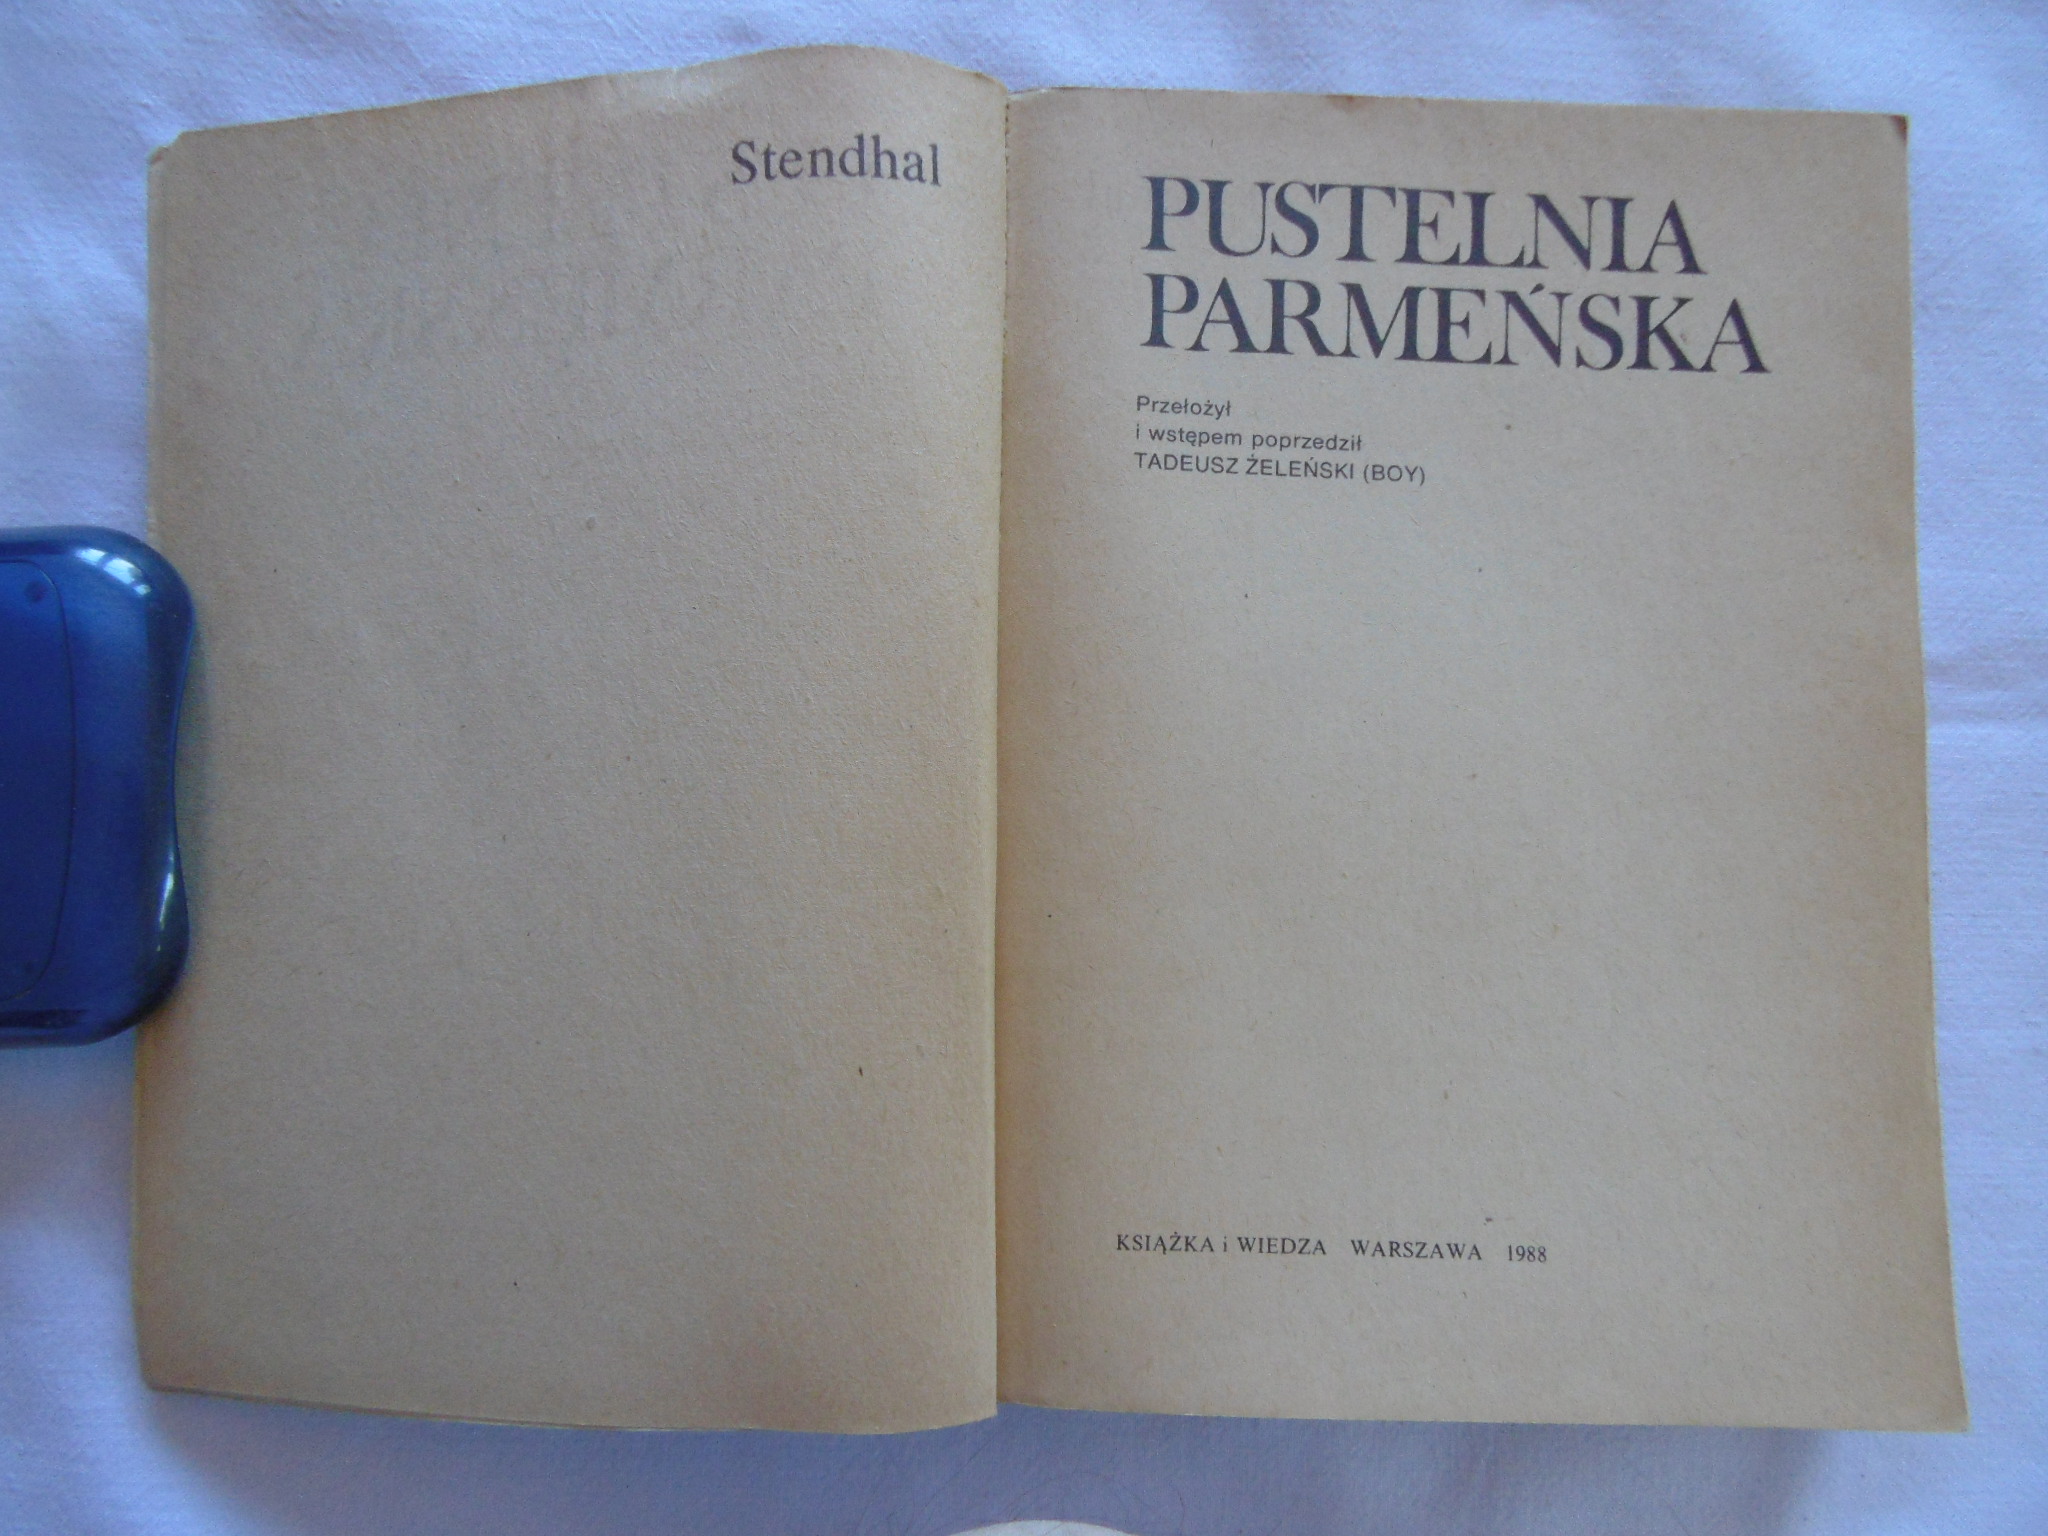 Stendhal
PUSTELNIA
PARMEŃSKA
Przełożył
i wstępem poprzedził
TADEUSZ ŻELEŃSKI (BOY)
KSIĄŻKA i WIEDZA WARSZAWA 1988